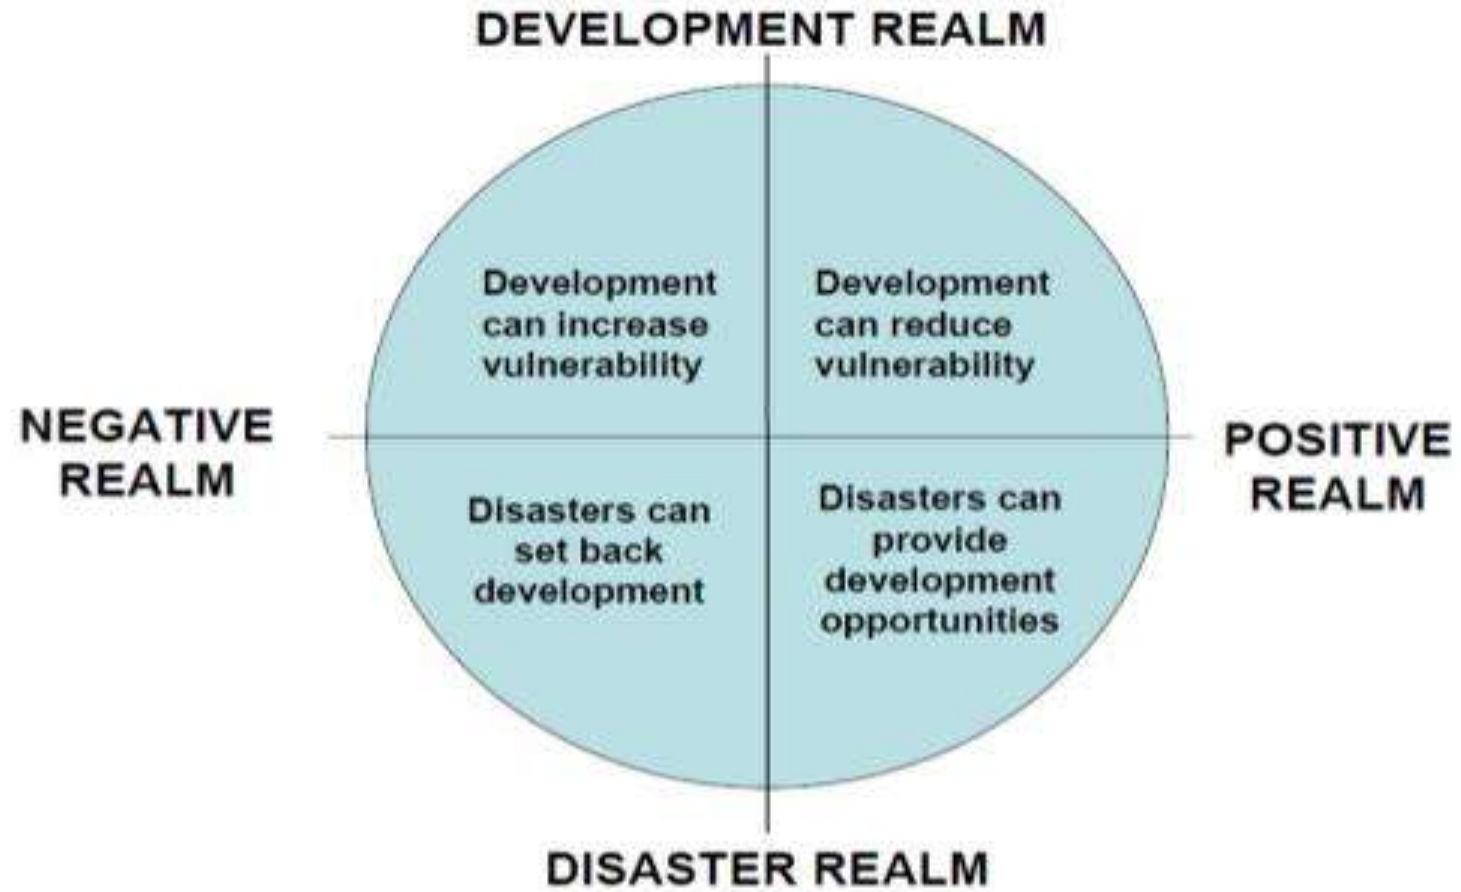 DEVELOPMENT REALM
Development
can increase
vulnerability
Development
can reduce
vulnerability
NEGATIVE
REALM
POSITIVE
REALM
Disasters can
set back
development
Disasters can
provide
development
opportunities
DISASTER REALM